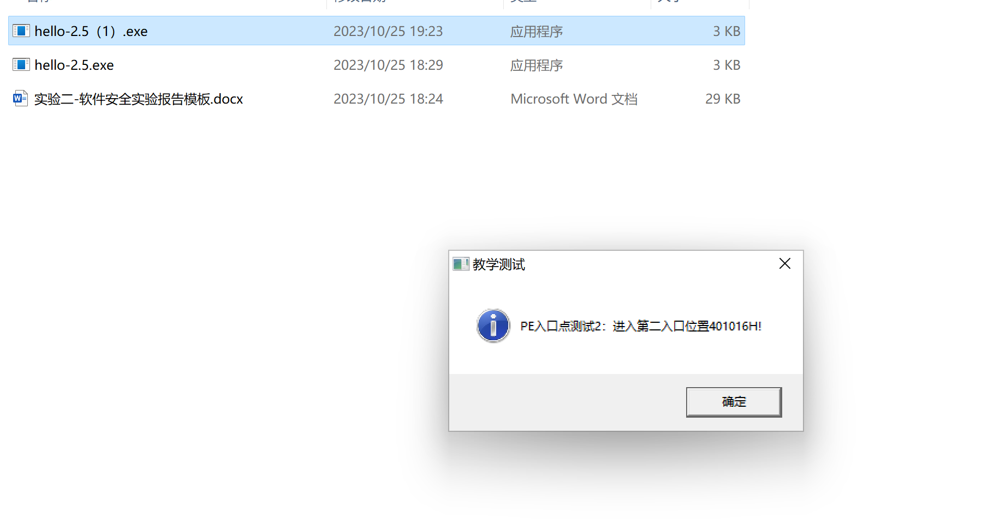 hello-2.5（1）.exe 2023/10/25 19:23 应用程序 3 KB
hello-2.5.exe 2023/10/25 18:29 应用程序 3 KB
实验二-软件安全实验报告模板.docx 2023/10/25 18:24 Microsoft Word 文档 29 KB
教学测试
PE入口点测试2：进入第二入口位置401016H!
确定